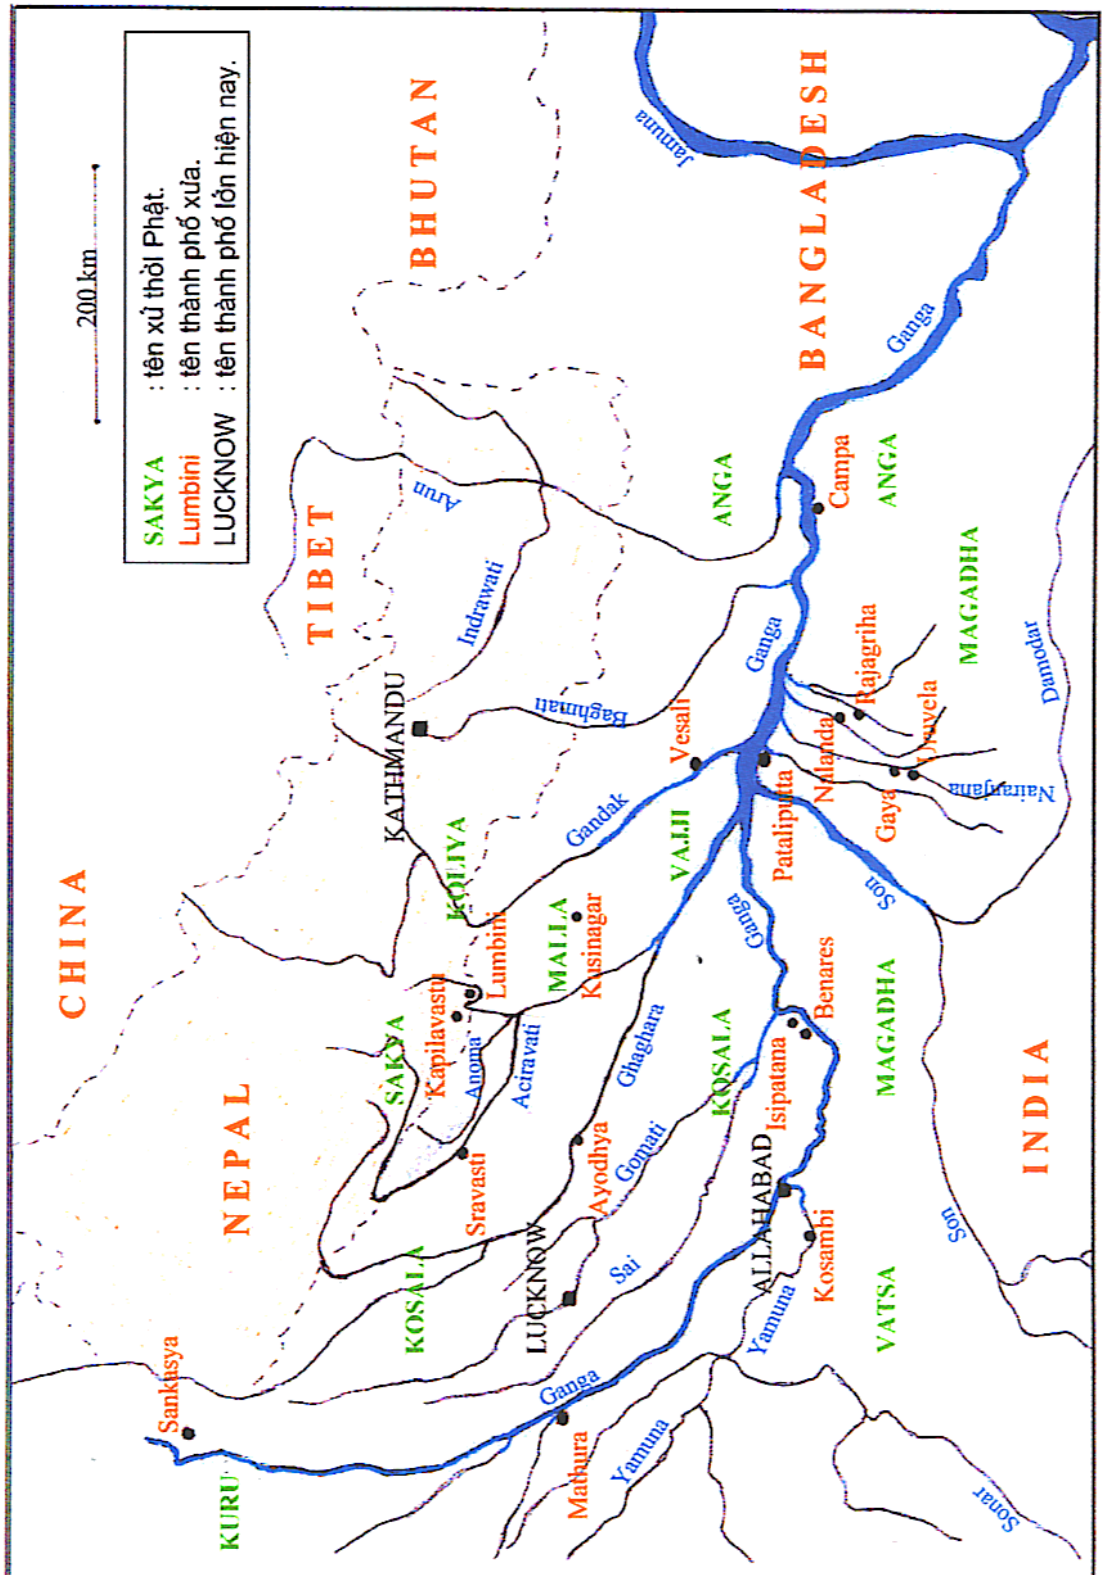 200 km
SAKYA : tên xứ thời Phật.
Lumbini : tên thành phố xưa.
LUCKNOW : tên thành phố lớn hiện nay.
CHINA
TIBET
BHUTAN
NEPAL
BANGLADESH
INDIA
Sankasya
KURU
KOSALA
SAKYA
Kapilavastu
Lumbini
Anoma
Aciravati
Sravasti
KOLIYA
KATHMANDU
Indrawati
Arun
Baghmati
MALLA
Kusinagar
Gandak
Ghaghara
Ayodhya
Gomati
LUCKNOW
Sai
Ganga
Mathura
Yamuna
Yamuna
ALLAHABAD
Kosambi
VATSA
KOSALA
Isipatana
Benares
MAGADHA
Ganga
VAJJI
Vesali
Pataliputta
Nalanda
Rajagriha
Gaya
Uruvela
Nairanjana
Ganga
ANGA
Campa
ANGA
MAGADHA
Damodar
Son
Son
Sonar
Ganga
Jamuna